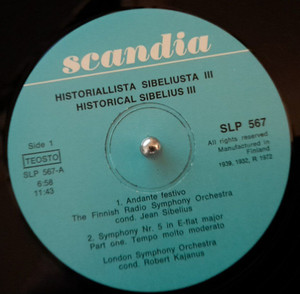 scandia
HISTORIALLISTA SIBELIUSTA III
HISTORICAL SIBELIUS III
Side 1
TEOSTO
SLP 567-A
6:58
11:43
SLP 567
All rights reserved
Manufactured in
Finland
1939, 1932, R 1972
1. Andante festivo
The Finnish Radio Symphony Orchestra
cond. Jean Sibelius
2. Symphony Nr. 5 in E-flat major
Part one. Tempo molto moderato
London Symphony Orchestra
cond. Robert Kajanus